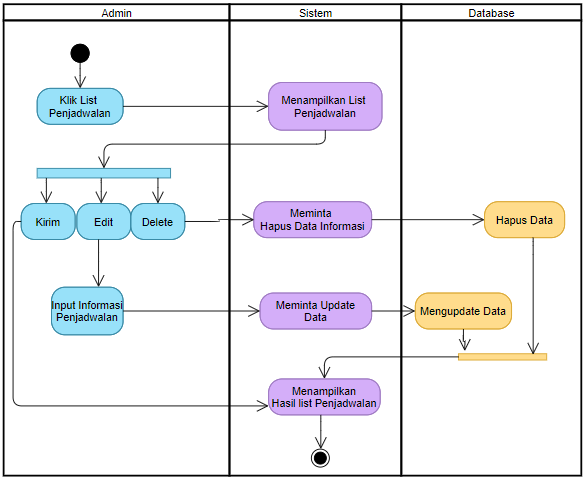 Admin
Sistem
Database
Klik List
Penjadwalan
Menampilkan List
Penjadwalan
Kirim
Edit
Delete
Meminta
Hapus Data Informasi
Hapus Data
Input Informasi
Penjadwalan
Meminta Update
Data
Mengupdate Data
Menampilkan
Hasil list Penjadwalan